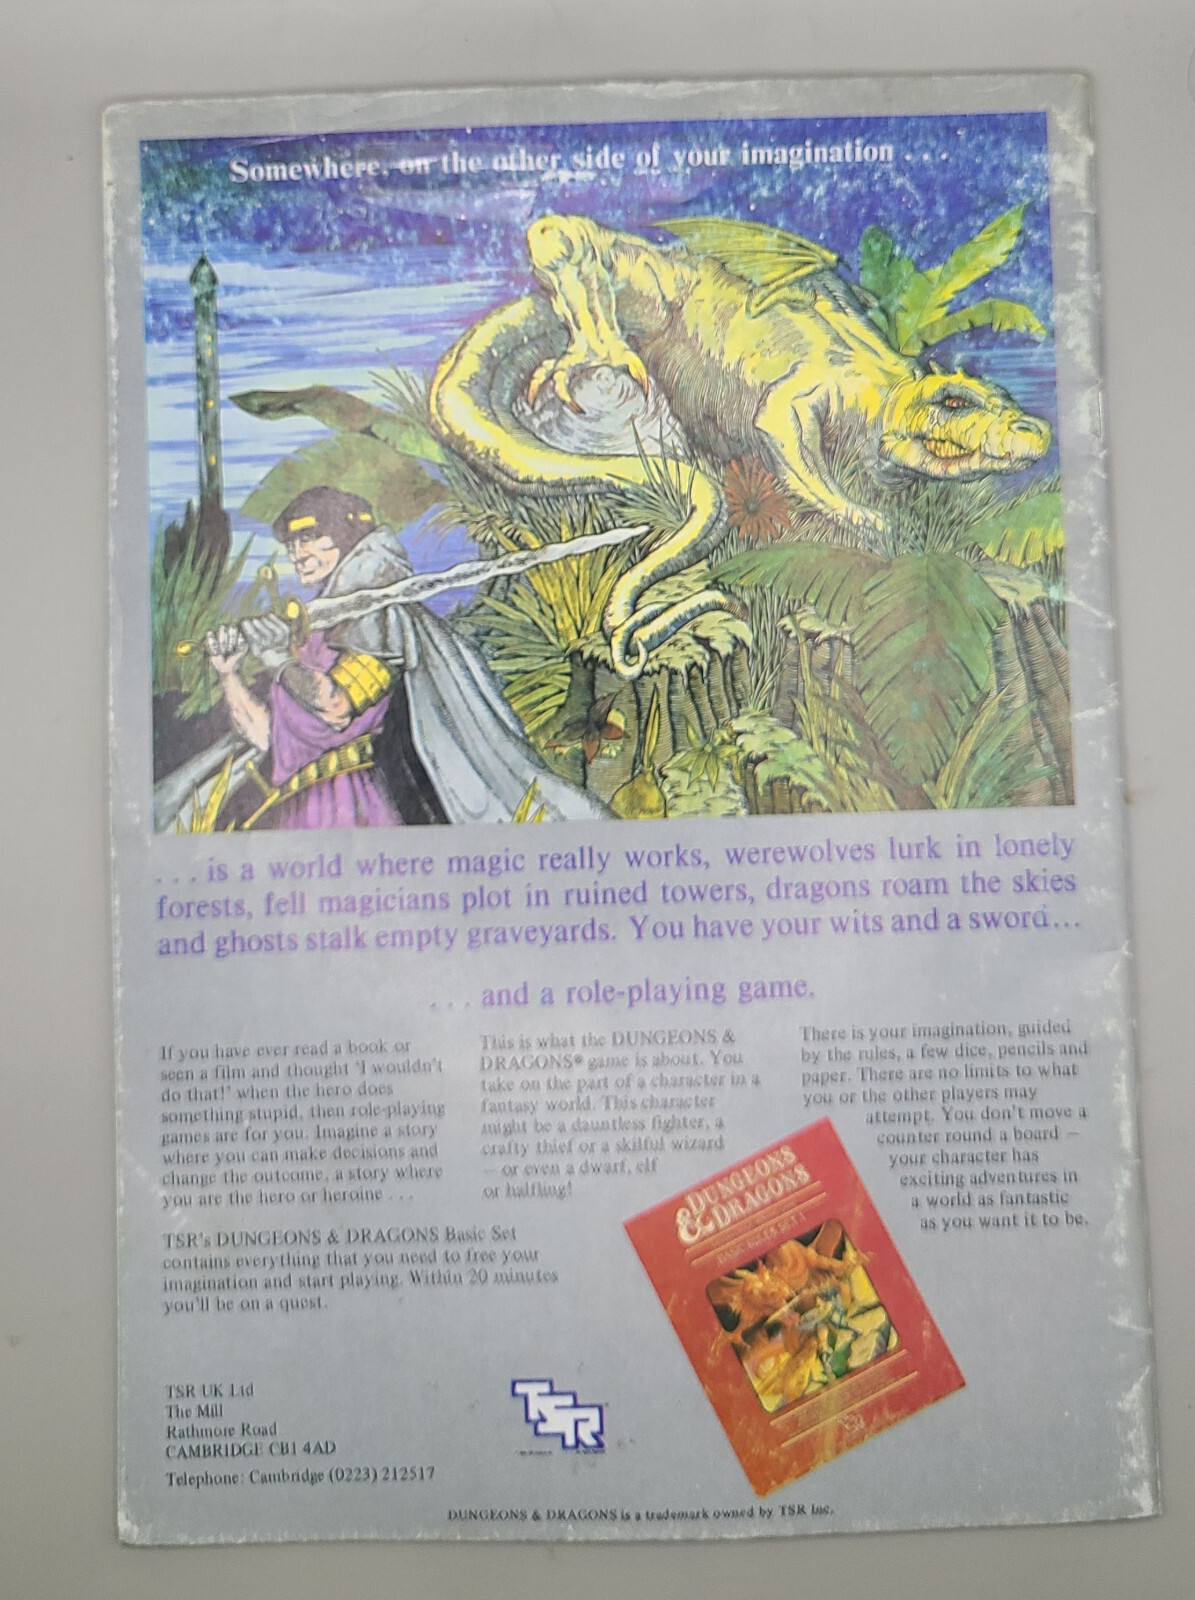 Somewhere, on the other side of your imagination . . .
. . . is a world where magic really works, werewolves lurk in lonely
forests, fell magicians plot in ruined towers, dragons roam the skies
and ghosts stalk empty graveyards. You have your wits and a sword...
. . . and a role-playing game.
If you have ever read a book or
seen a film and thought 'I wouldn't
do that!' when the hero does
something stupid, then role-playing
games are for you. Imagine a story
where you can make decisions and
change the outcome, a story where
you are the hero or heroine . . .
This is what the DUNGEONS &
DRAGONS® game is about. You
take on the part of a character in a
fantasy world. This character
might be a dauntless fighter, a
crafty thief or a skilful wizard
— or even a dwarf, elf
or halfling!
There is your imagination, guided
by the rules, a few dice, pencils and
paper. There are no limits to what
you or the other players may
attempt. You don't move a
counter round a board —
your character has
exciting adventures in
a world as fantastic
as you want it to be.
TSR's DUNGEONS & DRAGONS Basic Set
contains everything that you need to free your
imagination and start playing. Within 20 minutes
you'll be on a quest.
DUNGEONS
& DRAGONS
BASIC RULES SET 1
TSR UK Ltd
The Mill
Rathmore Road
CAMBRIDGE CB1 4AD
Telephone: Cambridge (0223) 212517
TSR
DUNGEONS & DRAGONS is a trademark owned by TSR Inc.